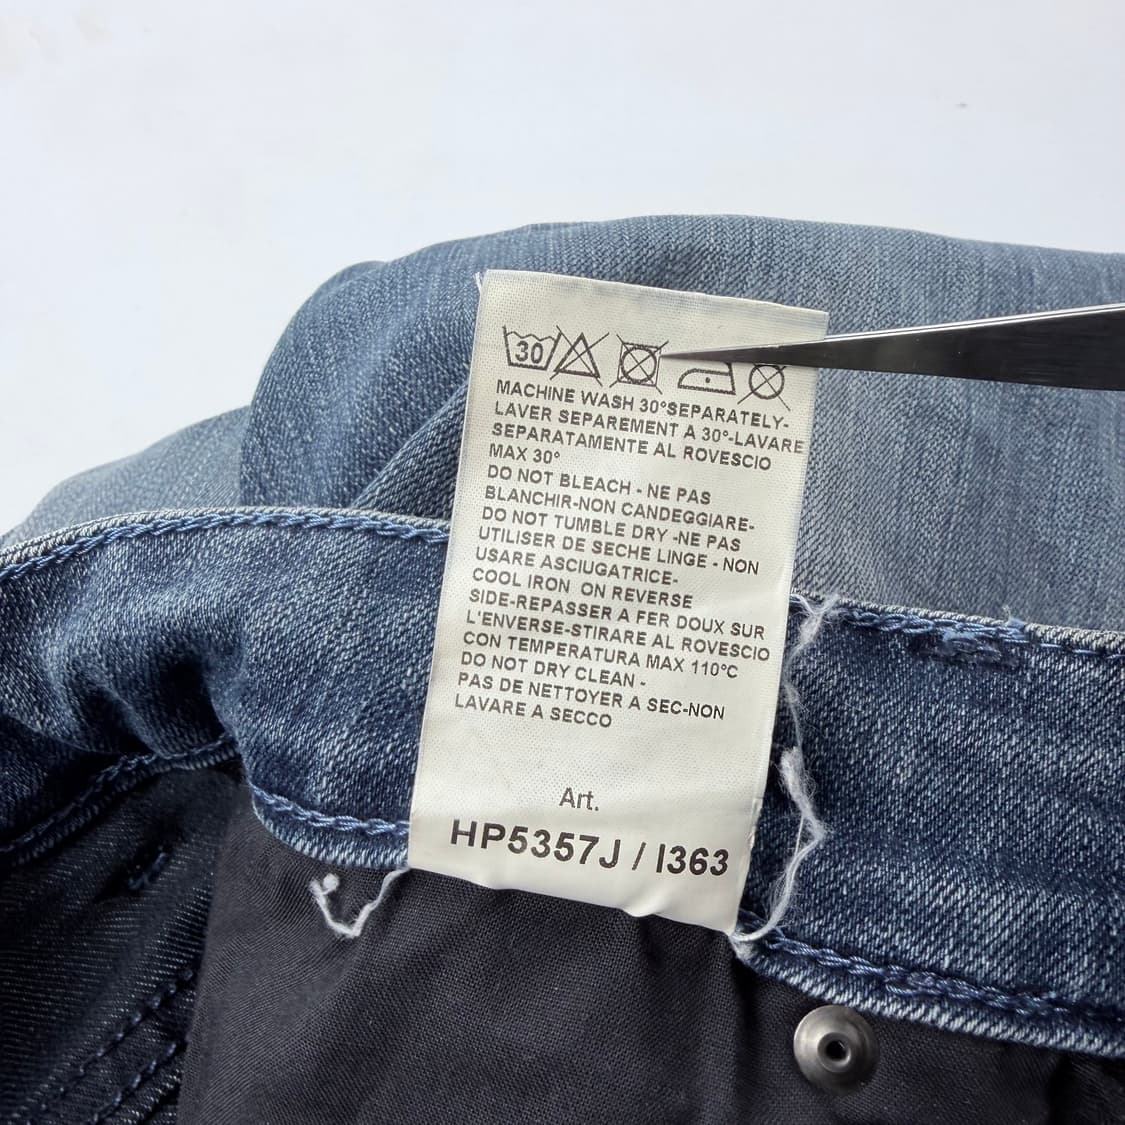 30
MACHINE WASH 30°SEPARATELY-
LAVER SEPAREMENT A 30°-LAVARE
SEPARATAMENTE AL ROVESCIO
MAX 30°
DO NOT BLEACH - NE PAS
BLANCHIR-NON CANDEGGIARE-
DO NOT TUMBLE DRY -NE PAS
UTILISER DE SECHE LINGE - NON
USARE ASCIUGATRICE-
COOL IRON ON REVERSE
SIDE-REPASSER A FER DOUX SUR
L'ENVERSE-STIRARE AL ROVESCIO
CON TEMPERATURA MAX 110°C
DO NOT DRY CLEAN -
PAS DE NETTOYER A SEC-NON
LAVARE A SECCO
Art.
HP5357J / I363